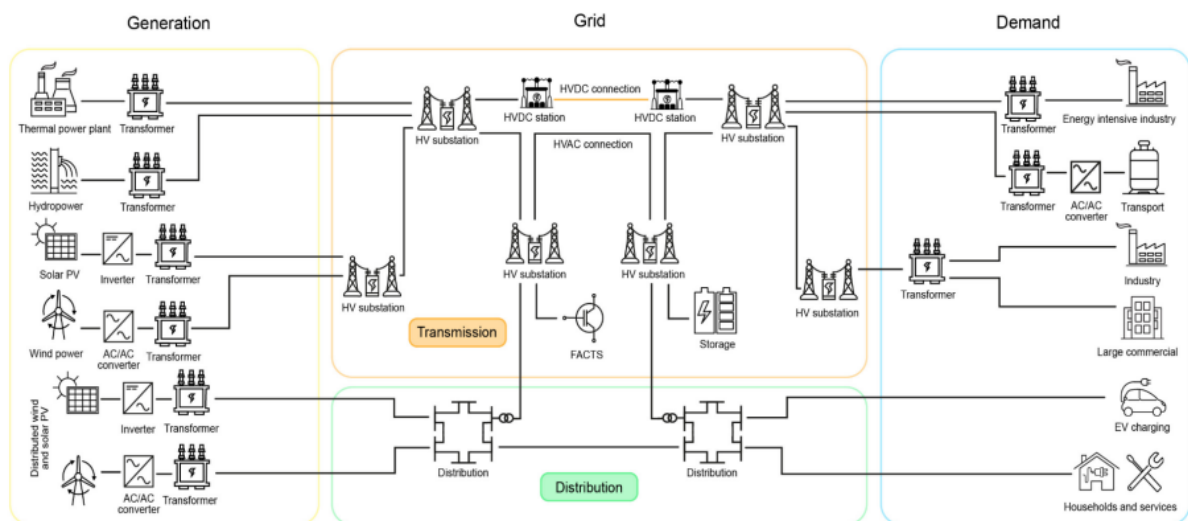 Generation
Grid
Demand
Thermal power plant
Transformer
Hydropower
Transformer
Solar PV
Inverter
Transformer
Wind power
AC/AC
converter
Transformer
Distributed wind
and solar PV
Inverter
Transformer
AC/AC
converter
Transformer
HV substation
HVDC station
HVDC connection
HVDC station
HV substation
HVAC connection
HV substation
HV substation
HV substation
HV substation
Transmission
FACTS
Storage
Distribution
Distribution
Distribution
Transformer
Energy intensive industry
Transformer
AC/AC
converter
Transport
Transformer
Industry
Large commercial
EV charging
Households and services